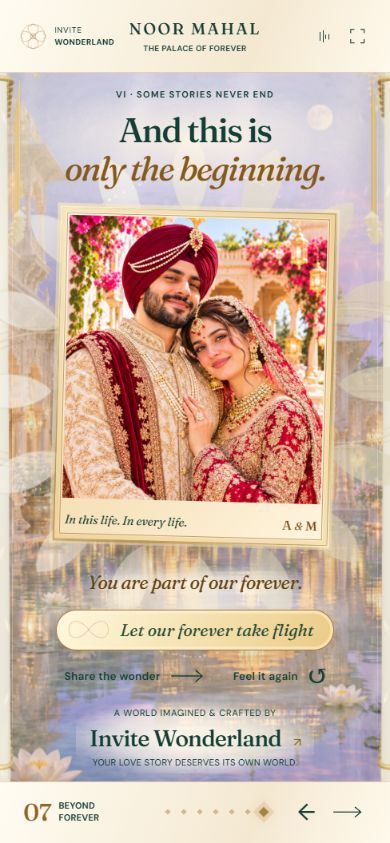 INVITE
WONDERLAND
NOOR MAHAL
THE PALACE OF FOREVER
VI · SOME STORIES NEVER END
And this is
only the beginning.
In this life. In every life.
A & M
You are part of our forever.
Let our forever take flight
Share the wonder
Feel it again
A WORLD IMAGINED & CRAFTED BY
Invite Wonderland
YOUR LOVE STORY DESERVES ITS OWN WORLD.
07
BEYOND
FOREVER